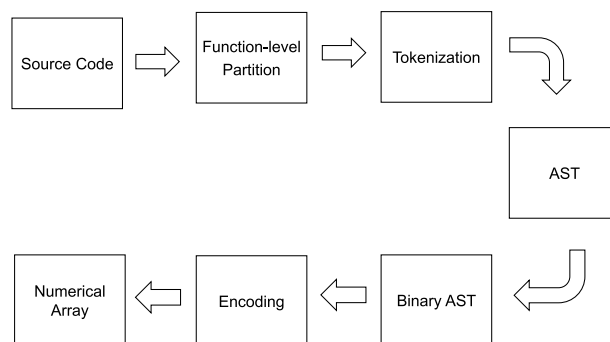 Source Code
Function-level
Partition
Tokenization
AST
Binary AST
Encoding
Numerical
Array